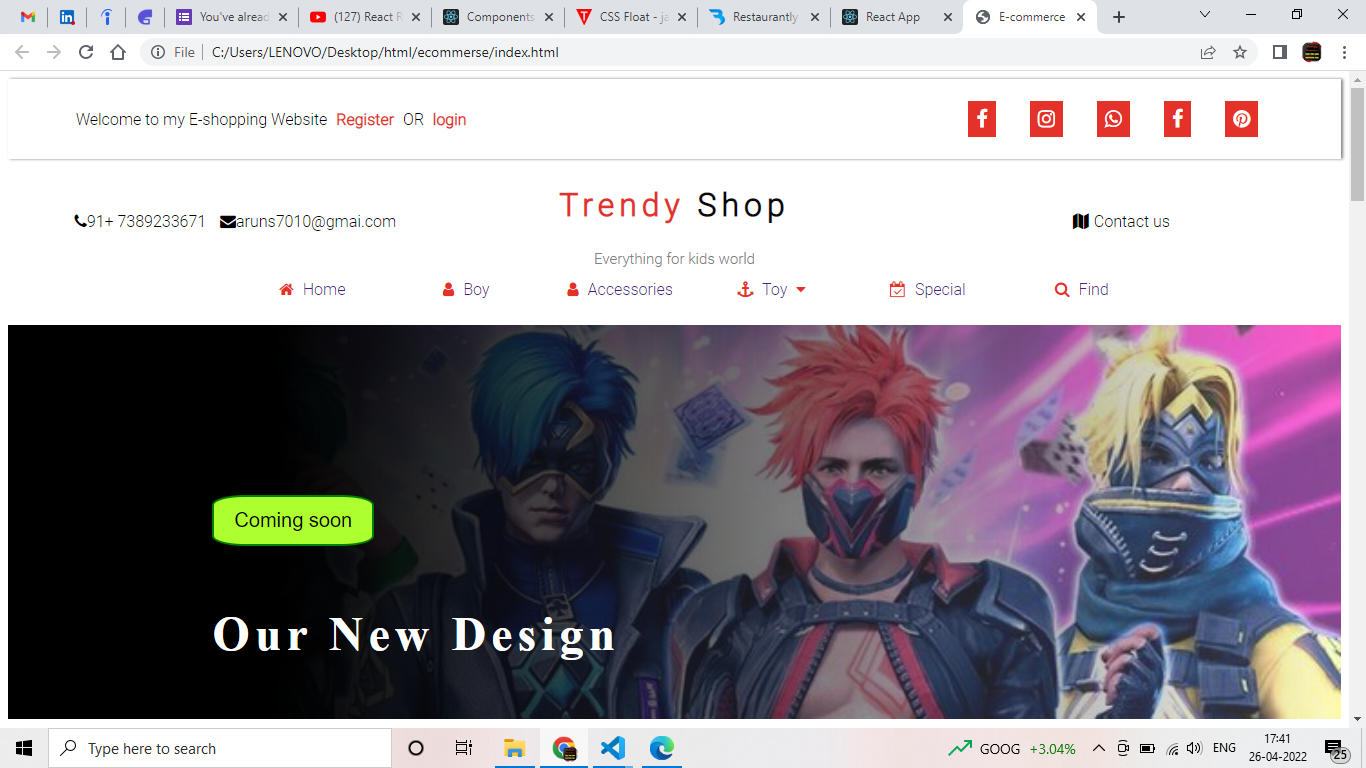 You've alread
(127) React R
Components
CSS Float - ja
Restaurantly
React App
E-commerce
File C:/Users/LENOVO/Desktop/html/ecommerse/index.html
Welcome to my E-shopping Website Register OR login
Trendy Shop
91+ 7389233671 aruns7010@gmai.com
Contact us
Everything for kids world
Home Boy Accessories Toy Special Find
Coming soon
Our New Design
Type here to search
GOOG +3.04%
ENG
17:41
26-04-2022
25